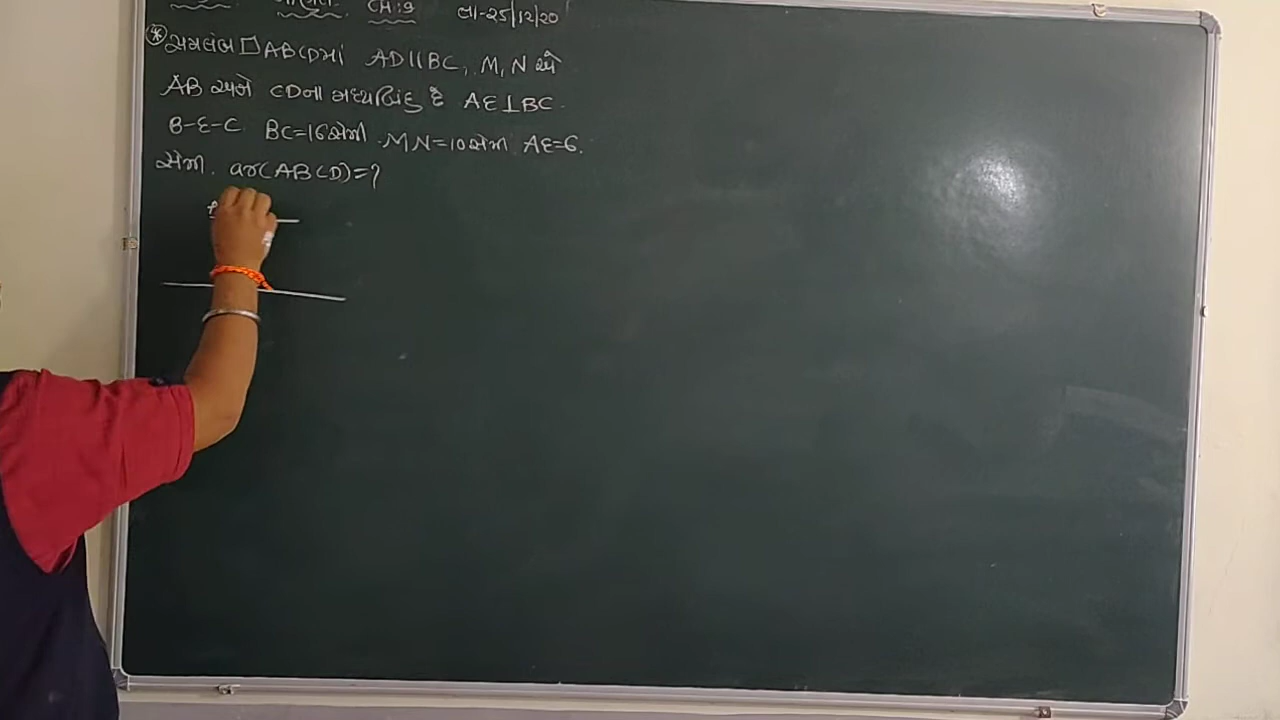 CH:9 તા-25/12/20
* સમલંબ □ABCDમાં AD||BC, M, N એ
AB અને CDના મધ્યબિંદુ છે AE⊥BC.
B-E-C BC=16સેમી MN=10સેમી AE=6.
સેમી. ar(ABCD)=?